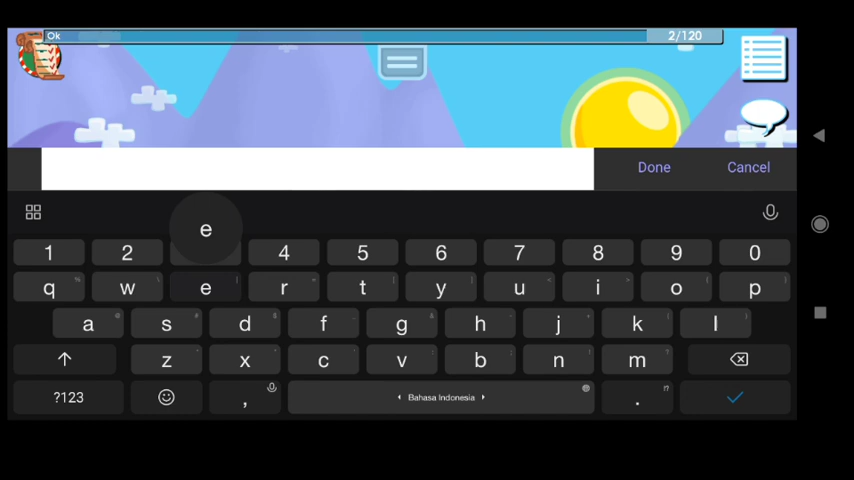 Ok 2/120
Done Cancel
e
1 2 4 5 6 7 8 9 0
q w e r t y u i o p
a s d f g h j k l
z x c v b n m
?123 , Bahasa Indonesia .